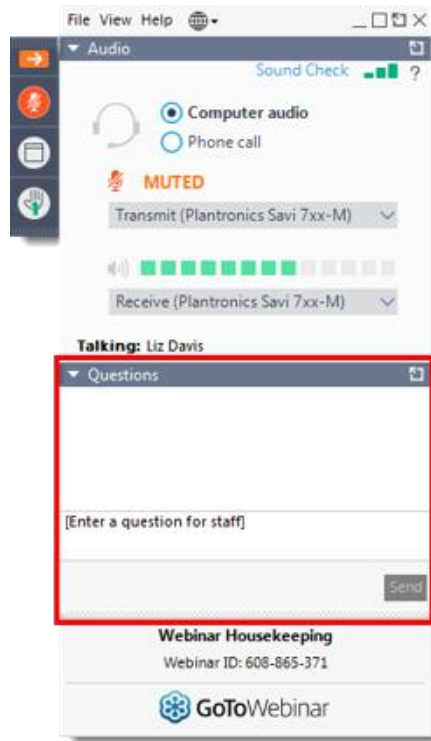 File View Help
Audio
Sound Check ?
Computer audio
Phone call
MUTED
Transmit (Plantronics Savi 7xx-M)
Receive (Plantronics Savi 7xx-M)
Talking: Liz Davis
Questions
[Enter a question for staff]
Send
Webinar Housekeeping
Webinar ID: 608-865-371
GoToWebinar